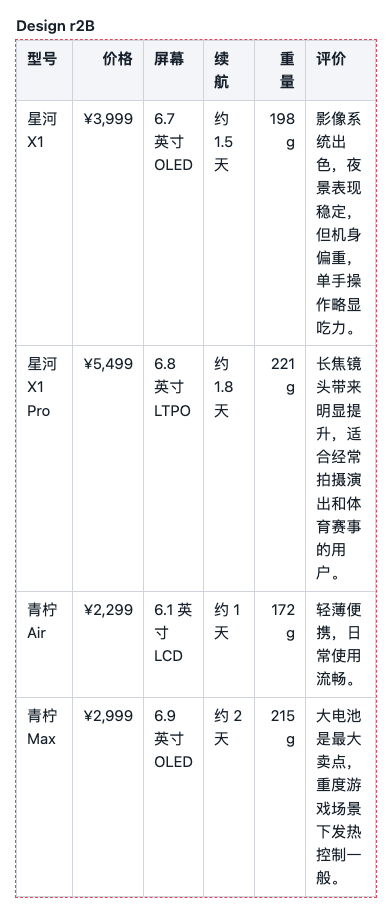 Design r2B
型号 价格 屏幕 续 重 评价
航 量
星河 ¥3,999 6.7 约 198 影像系
X1 英寸 1.5 g 统出
OLED 天 色，夜
景表现
稳定，
但机身
偏重，
单手操
作略显
吃力。
星河 ¥5,499 6.8 约 221 长焦镜
X1 英寸 1.8 g 头带来
Pro LTPO 天 明显提
升，适
合经常
拍摄演
出和体
育赛事
的用
户。
青柠 ¥2,299 6.1 英 约 1 172 轻薄便
Air 寸 天 g 携，日
LCD 常使用
流畅。
青柠 ¥2,999 6.9 约 2 215 大电池
Max 英寸 天 g 是最大
OLED 卖点，
重度游
戏场景
下发热
控制一
般。